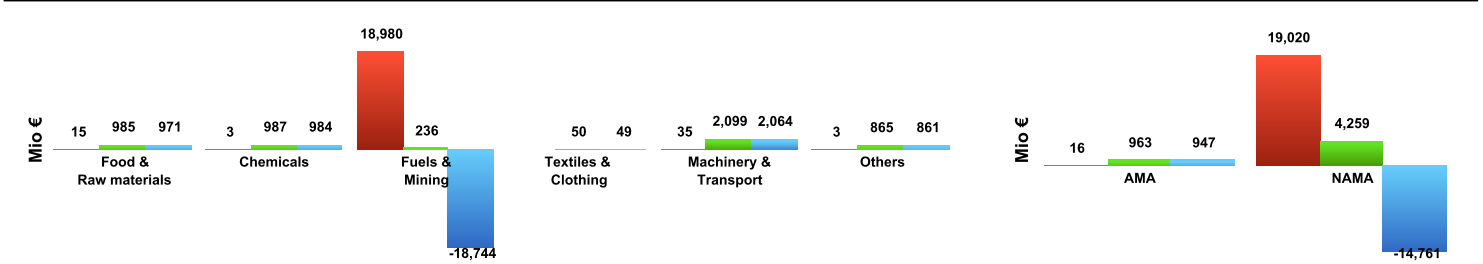 18,980
Mio €
15 985 971
3 987 984
236
50 49
35 2,099 2,064
3 865 861
Food &
Raw materials
Chemicals
Fuels &
Mining
Textiles &
Clothing
Machinery &
Transport
Others
-18,744
19,020
Mio €
16 963 947
4,259
AMA
NAMA
-14,761